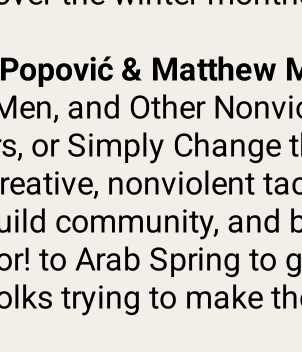 over the winter months
Popović & Matthew M
Men, and Other Nonvio
rs, or Simply Change th
reative, nonviolent tac
uild community, and b
or! to Arab Spring to g
olks trying to make the